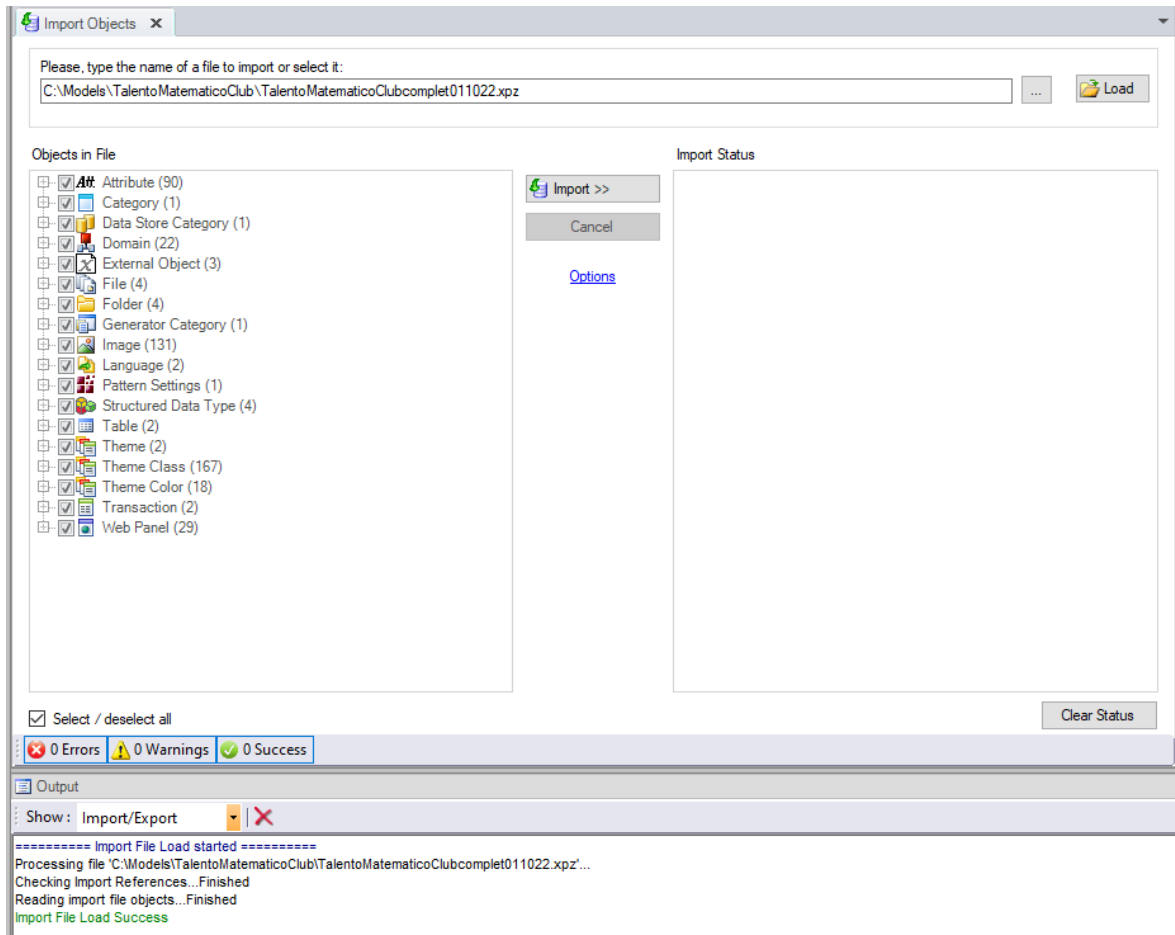 Import Objects
Please, type the name of a file to import or select it:
C:\Models\TalentoMatematicoClub\TalentoMatematicoClubcomplet011022.xpz
...
Load
Objects in File
Import Status
Att Attribute (90)
Category (1)
Data Store Category (1)
Domain (22)
External Object (3)
File (4)
Folder (4)
Generator Category (1)
Image (131)
Language (2)
Pattern Settings (1)
Structured Data Type (4)
Table (2)
Theme (2)
Theme Class (167)
Theme Color (18)
Transaction (2)
Web Panel (29)
Import >>
Cancel
Options
Select / deselect all
Clear Status
0 Errors 0 Warnings 0 Success
Output
Show : Import/Export
========== Import File Load started ==========
Processing file 'C:\Models\TalentoMatematicoClub\TalentoMatematicoClubcomplet011022.xpz'...
Checking Import References...Finished
Reading import file objects...Finished
Import File Load Success